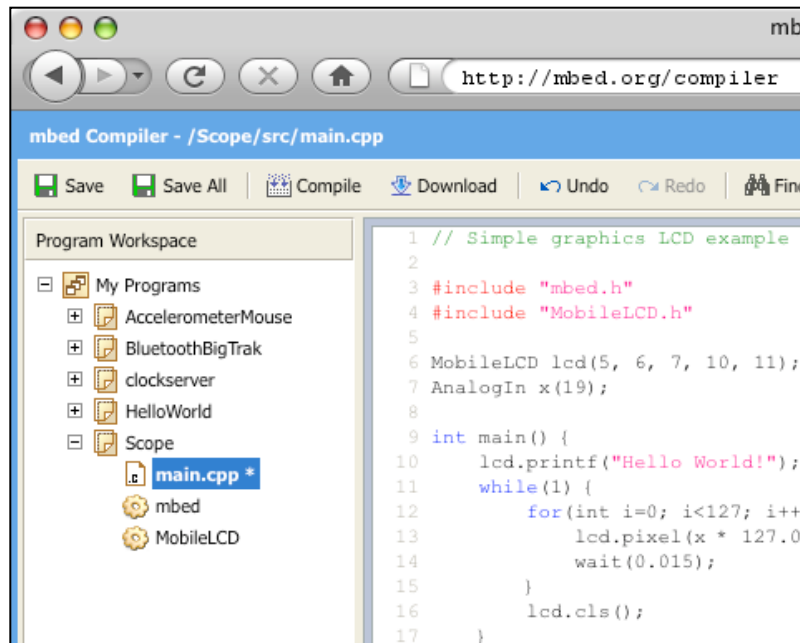 mb
http://mbed.org/compiler
mbed Compiler - /Scope/src/main.cpp
Save Save All Compile Download Undo Redo Find
Program Workspace
My Programs
AccelerometerMouse
BluetoothBigTrak
clockserver
HelloWorld
Scope
.c main.cpp *
mbed
MobileLCD
1 // Simple graphics LCD example
2
3 #include "mbed.h"
4 #include "MobileLCD.h"
5
6 MobileLCD lcd(5, 6, 7, 10, 11);
7 AnalogIn x(19);
8
9 int main() {
10     lcd.printf("Hello World!");
11     while(1) {
12         for(int i=0; i<127; i++
13             lcd.pixel(x * 127.0
14             wait(0.015);
15         }
16         lcd.cls();
17     }